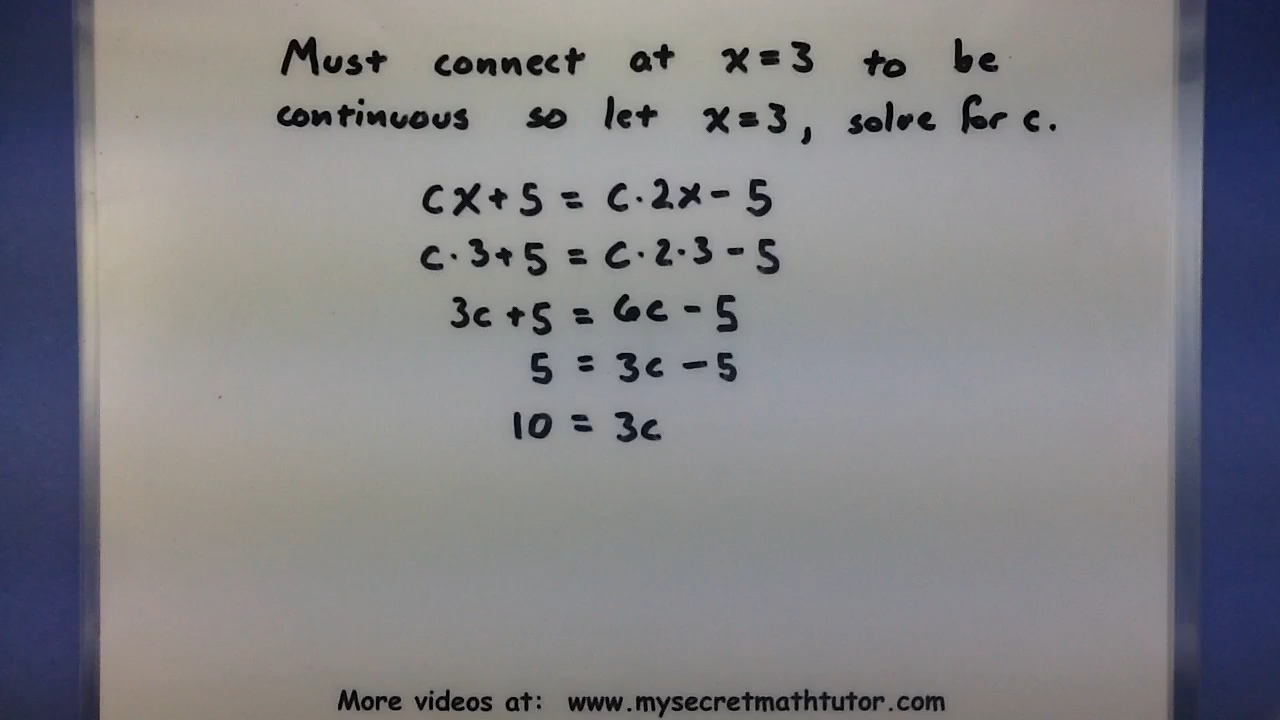 Must connect at x=3 to be
continuous so let x=3, solve for c.
cx+5 = c·2x-5
c·3+5 = c·2·3-5
3c+5 = 6c-5
5 = 3c-5
10 = 3c
More videos at: www.mysecretmathtutor.com